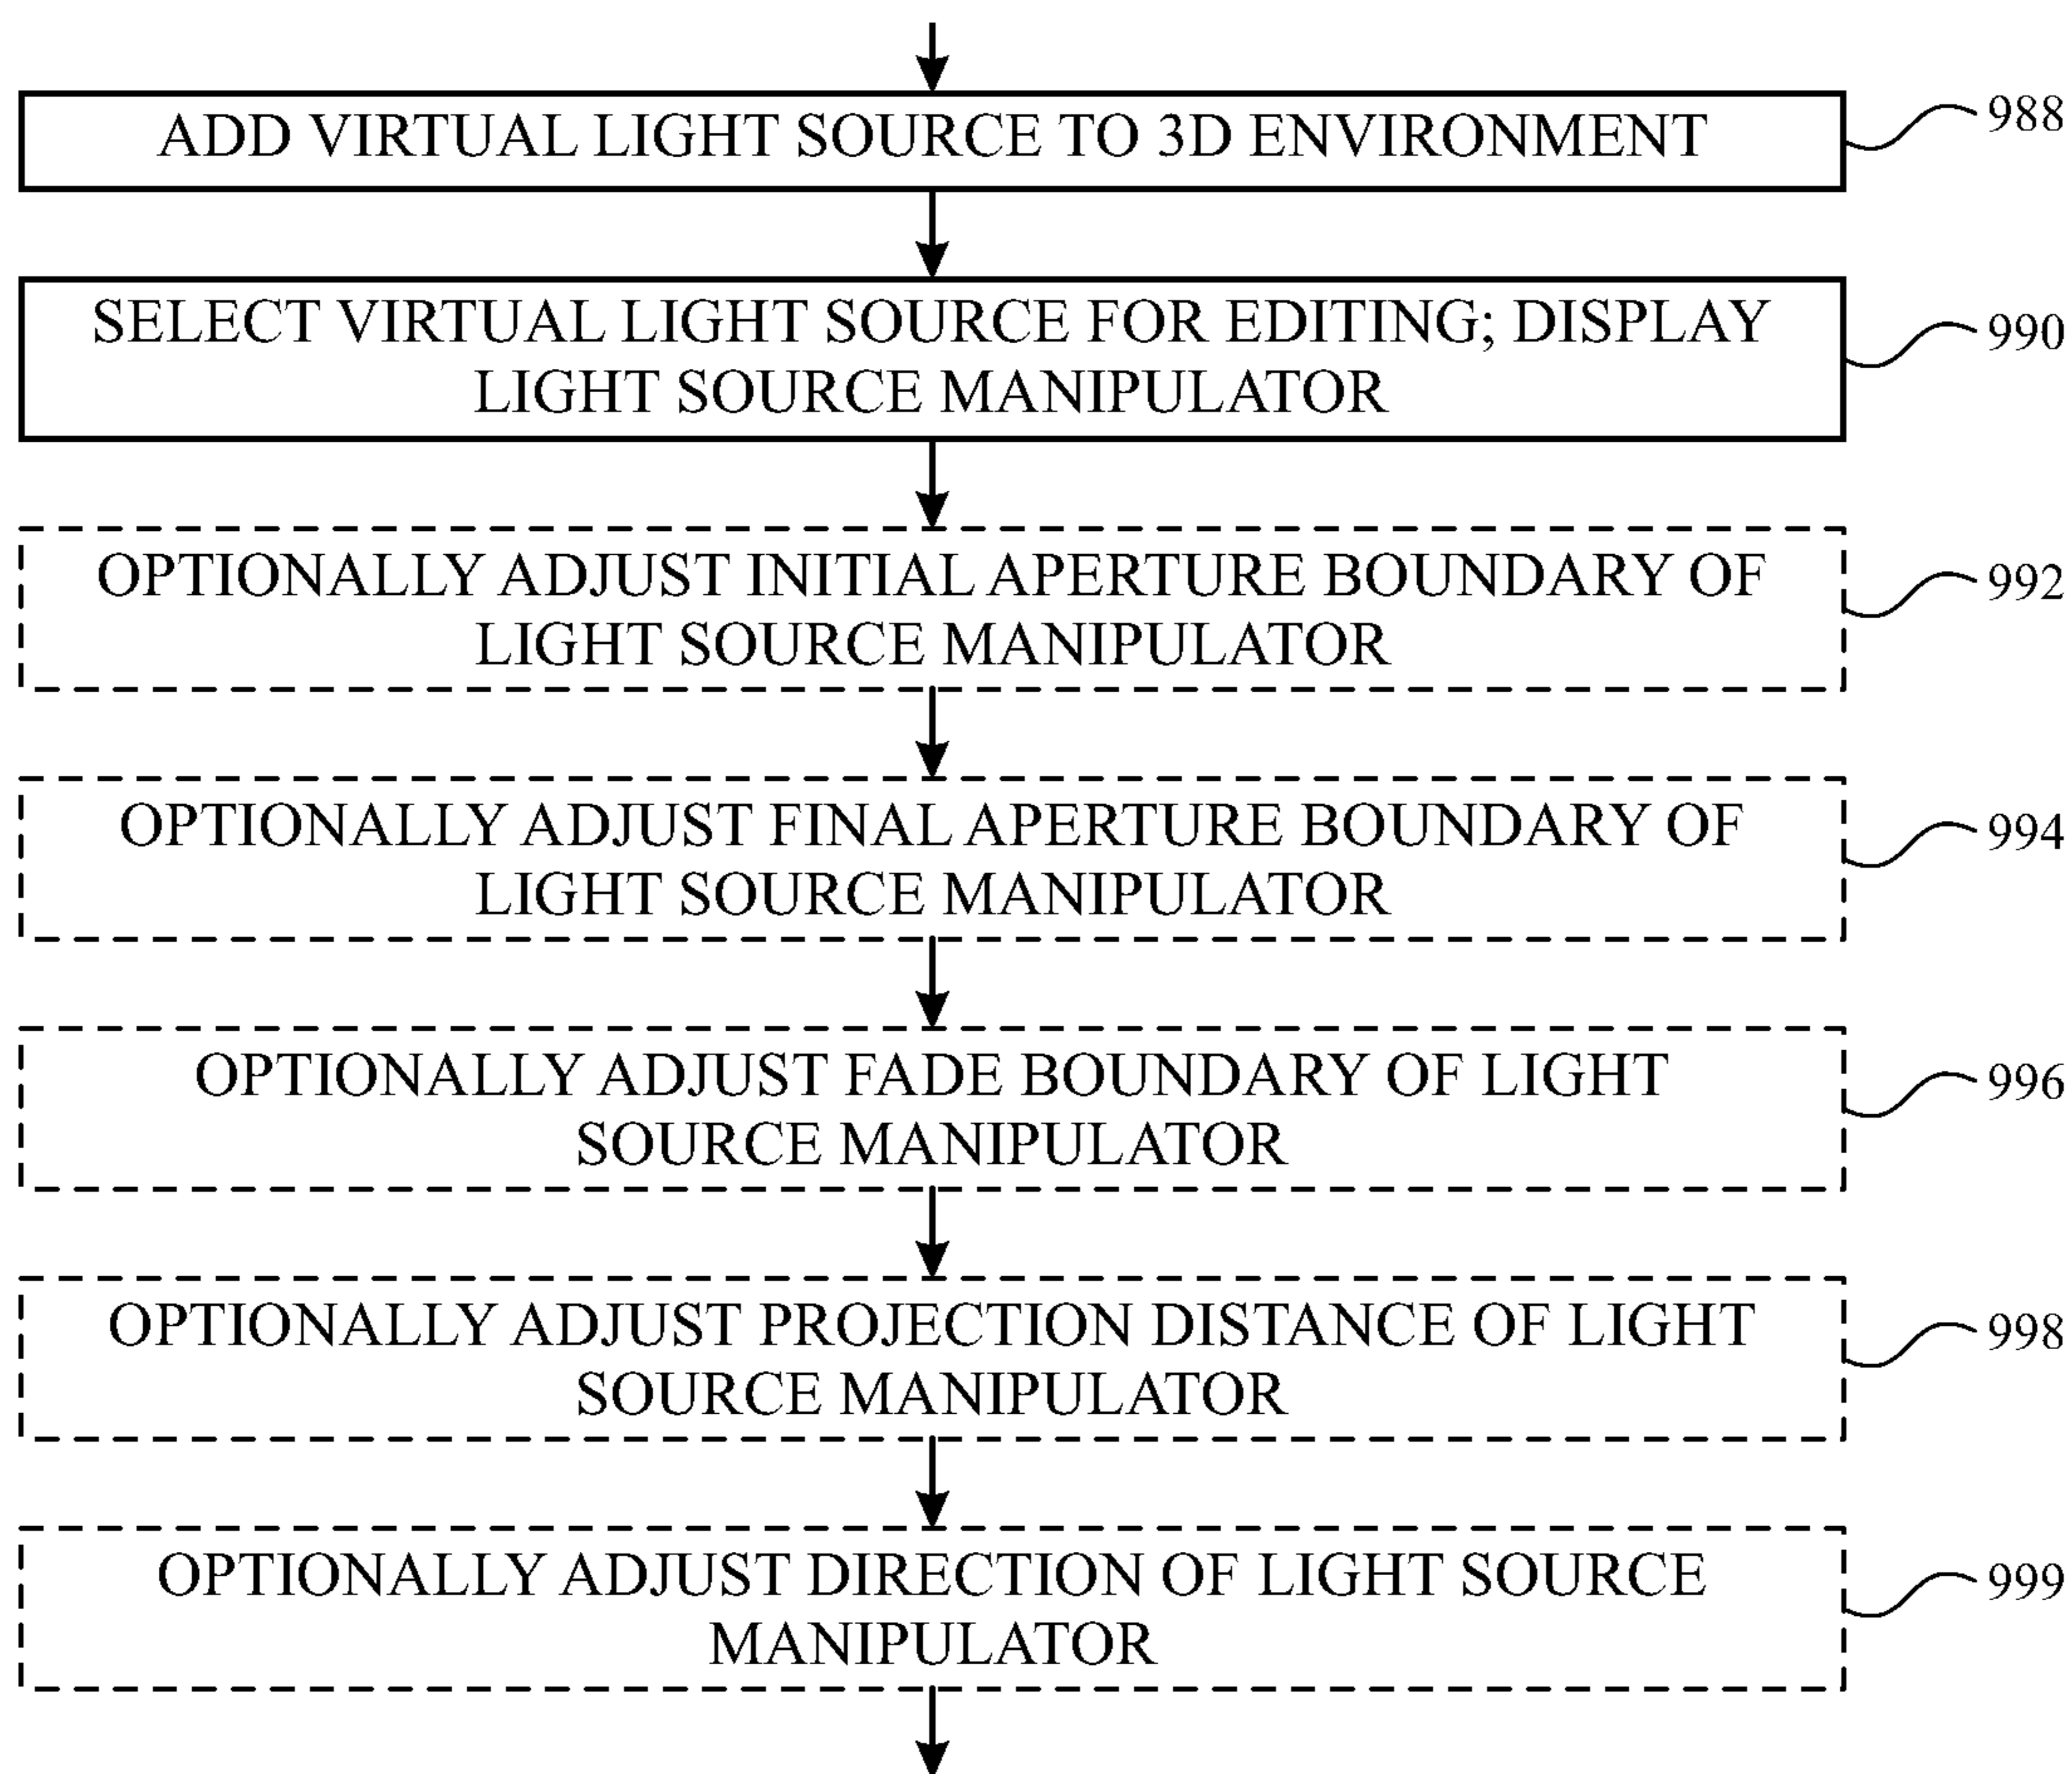 ADD VIRTUAL LIGHT SOURCE TO 3D ENVIRONMENT
988
SELECT VIRTUAL LIGHT SOURCE FOR EDITING; DISPLAY
LIGHT SOURCE MANIPULATOR
990
OPTIONALLY ADJUST INITIAL APERTURE BOUNDARY OF
LIGHT SOURCE MANIPULATOR
992
OPTIONALLY ADJUST FINAL APERTURE BOUNDARY OF
LIGHT SOURCE MANIPULATOR
994
OPTIONALLY ADJUST FADE BOUNDARY OF LIGHT
SOURCE MANIPULATOR
996
OPTIONALLY ADJUST PROJECTION DISTANCE OF LIGHT
SOURCE MANIPULATOR
998
OPTIONALLY ADJUST DIRECTION OF LIGHT SOURCE
MANIPULATOR
999